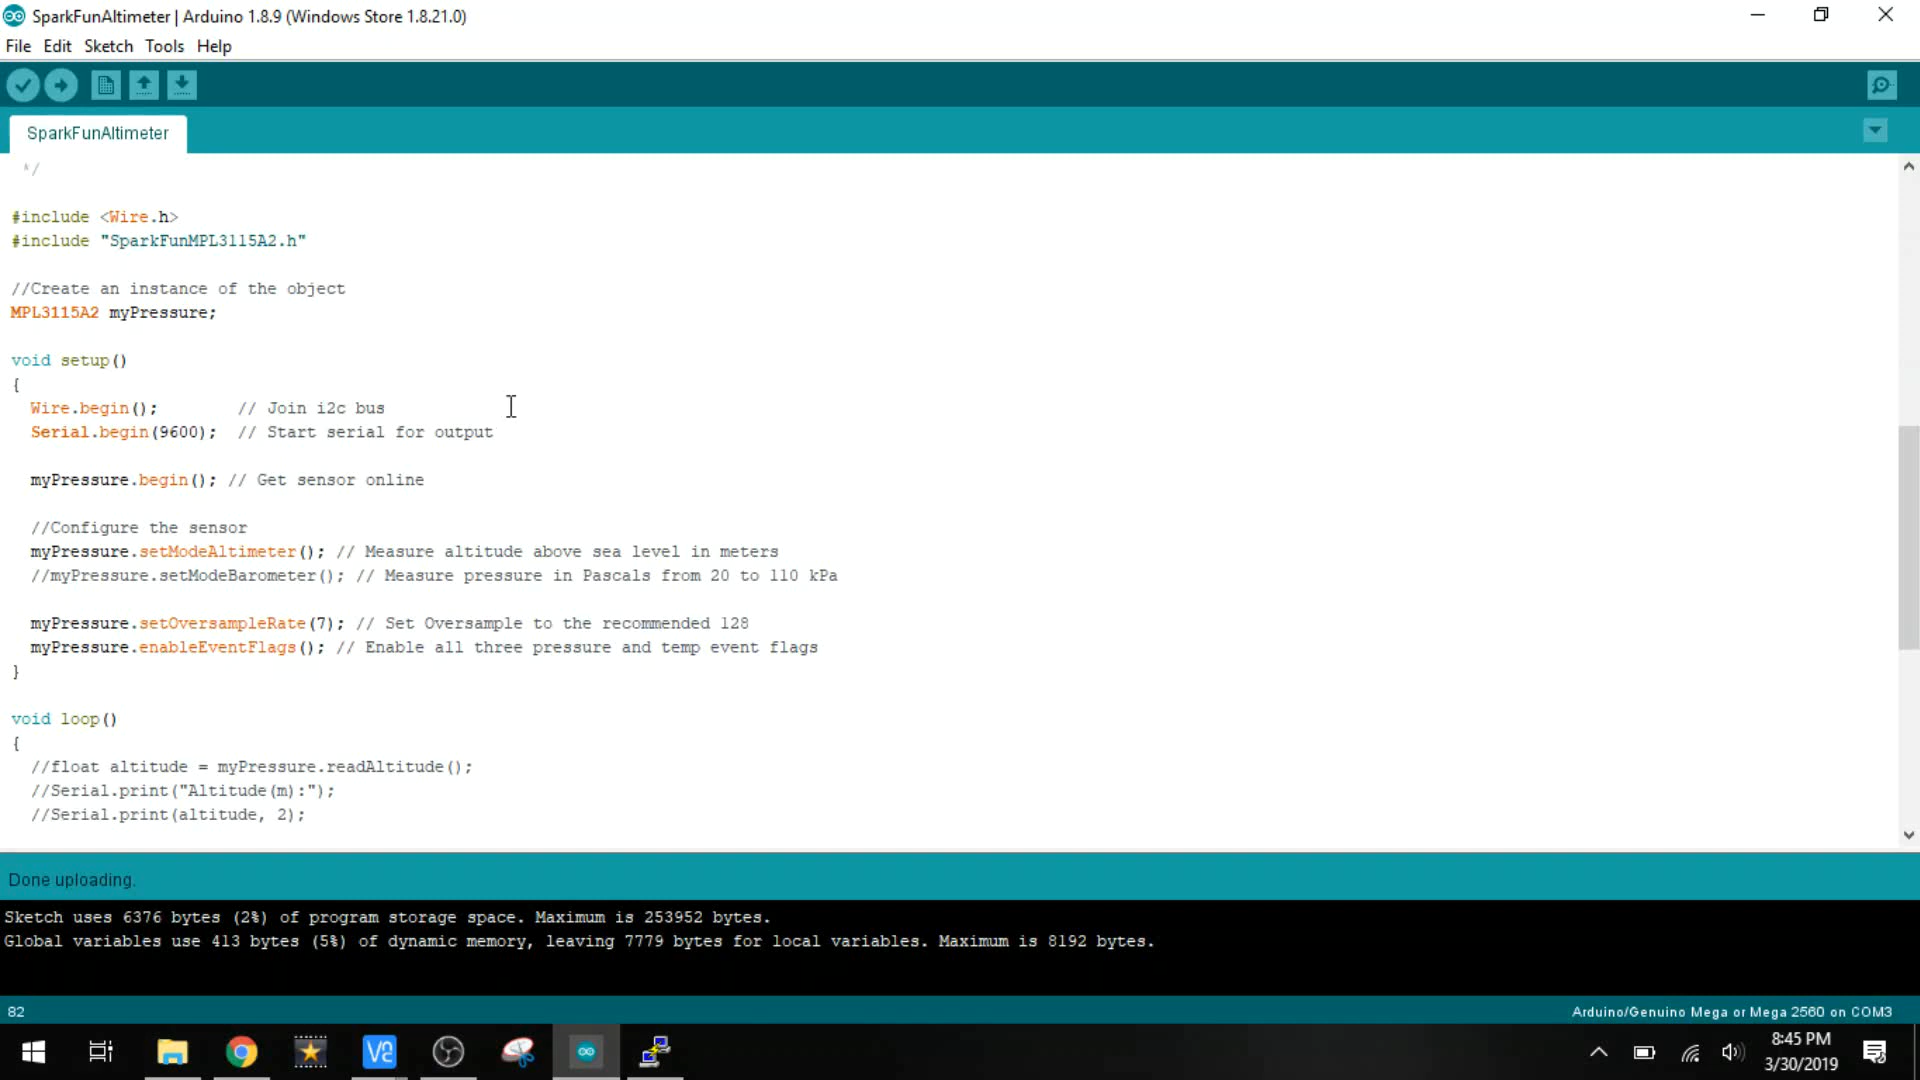 SparkFunAltimeter | Arduino 1.8.9 (Windows Store 1.8.21.0)
File Edit Sketch Tools Help
SparkFunAltimeter
*/
#include <Wire.h>
#include "SparkFunMPL3115A2.h"
//Create an instance of the object
MPL3115A2 myPressure;
void setup()
{
Wire.begin(); // Join i2c bus
Serial.begin(9600); // Start serial for output
myPressure.begin(); // Get sensor online
//Configure the sensor
myPressure.setModeAltimeter(); // Measure altitude above sea level in meters
//myPressure.setModeBarometer(); // Measure pressure in Pascals from 20 to 110 kPa
myPressure.setOversampleRate(7); // Set Oversample to the recommended 128
myPressure.enableEventFlags(); // Enable all three pressure and temp event flags
}
void loop()
{
//float altitude = myPressure.readAltitude();
//Serial.print("Altitude(m):");
//Serial.print(altitude, 2);
Done uploading.
Sketch uses 6376 bytes (2%) of program storage space. Maximum is 253952 bytes.
Global variables use 413 bytes (5%) of dynamic memory, leaving 7779 bytes for local variables. Maximum is 8192 bytes.
82
Arduino/Genuino Mega or Mega 2560 on COM3
8:45 PM
3/30/2019